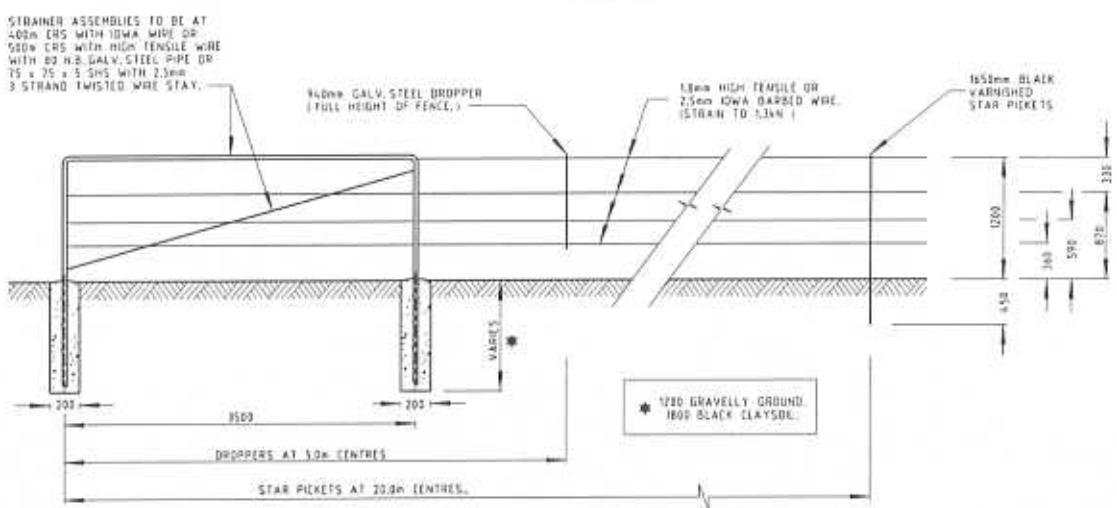 STRAINER ASSEMBLIES TO BE AT
400m CRS WITH IOWA WIRE OR
500m CRS WITH HIGH TENSILE WIRE
WITH 80 N.B. GALV. STEEL PIPE OR
75 x 75 x 5 SHS WITH 2.5mm
3 STRAND TWISTED WIRE STAY.
940mm GALV. STEEL DROPPER
(FULL HEIGHT OF FENCE.)
1.8mm HIGH TENSILE OR
2.5mm IOWA BARBED WIRE.
(STRAIN TO 1.3kN )
1650mm BLACK
VARNISHED
STAR PICKETS
330
1200
870
590
360
450
VARIES
*
200
200
3500
* 1200 GRAVELLY GROUND.
1800 BLACK CLAYSOIL.
DROPPERS AT 5.0m CENTRES
STAR PICKETS AT 20.0m CENTRES.